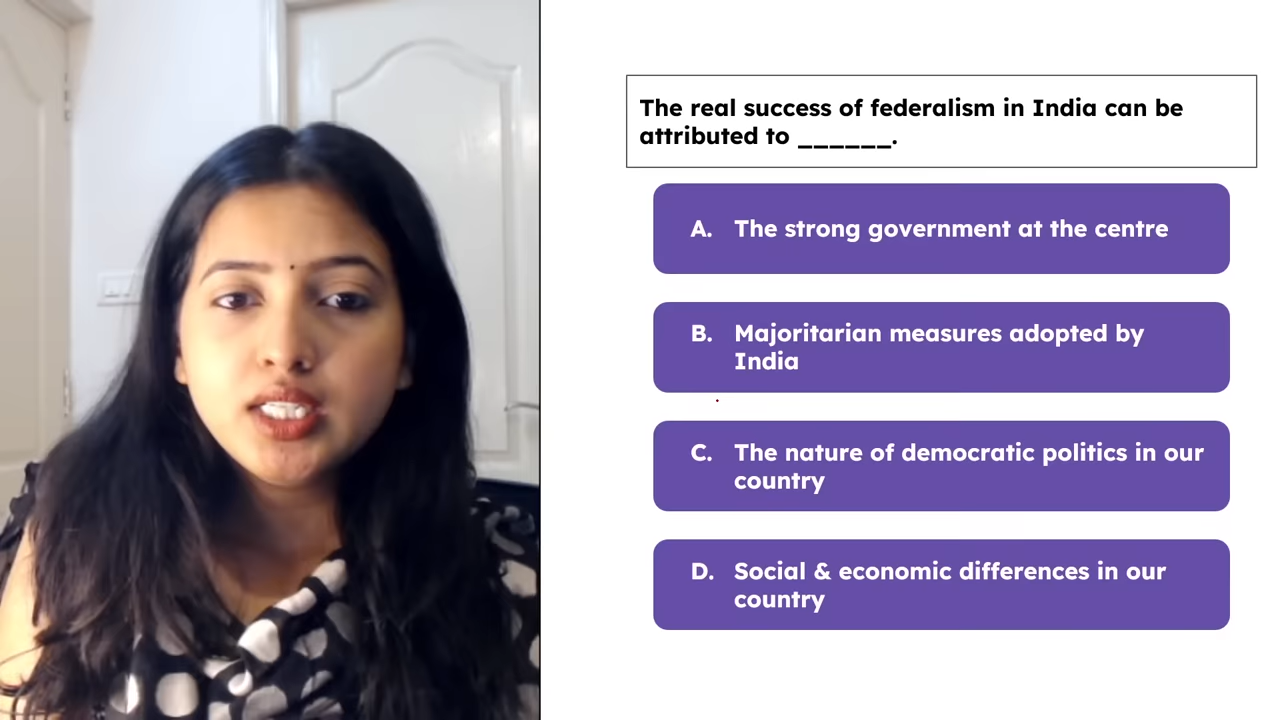 The real success of federalism in India can be
attributed to ______.
A. The strong government at the centre
B. Majoritarian measures adopted by
India
C. The nature of democratic politics in our
country
D. Social & economic differences in our
country